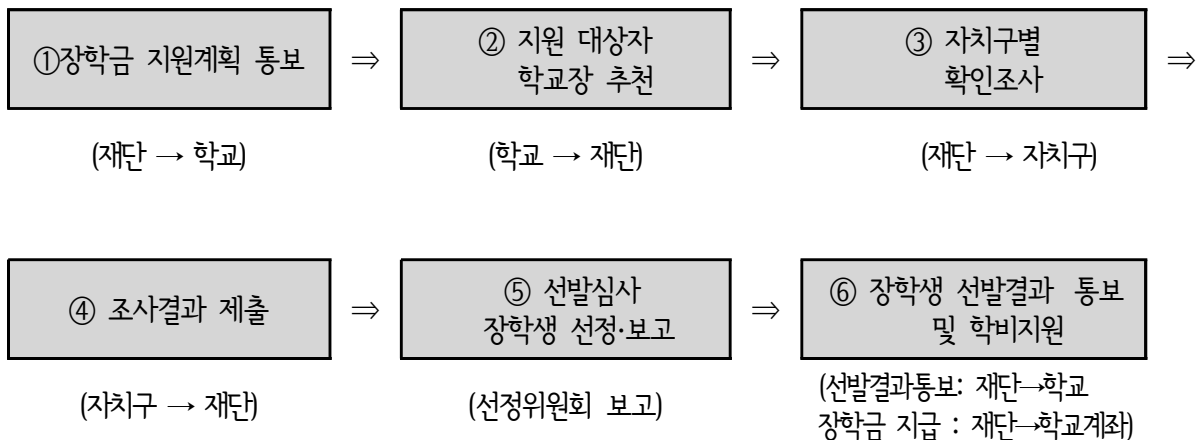 ①장학금 지원계획 통보 ⇒ ② 지원 대상자 ⇒ ③ 자치구별 ⇒
학교장 추천 확인조사
(재단 → 학교) (학교 → 재단) (재단 → 자치구)
④ 조사결과 제출 ⇒ ⑤ 선발심사 ⇒ ⑥ 장학생 선발결과 통보
장학생 선정·보고 및 학비지원
(자치구 → 재단) (선정위원회 보고) (선발결과통보: 재단→학교
장학금 지급 : 재단→학교계좌)